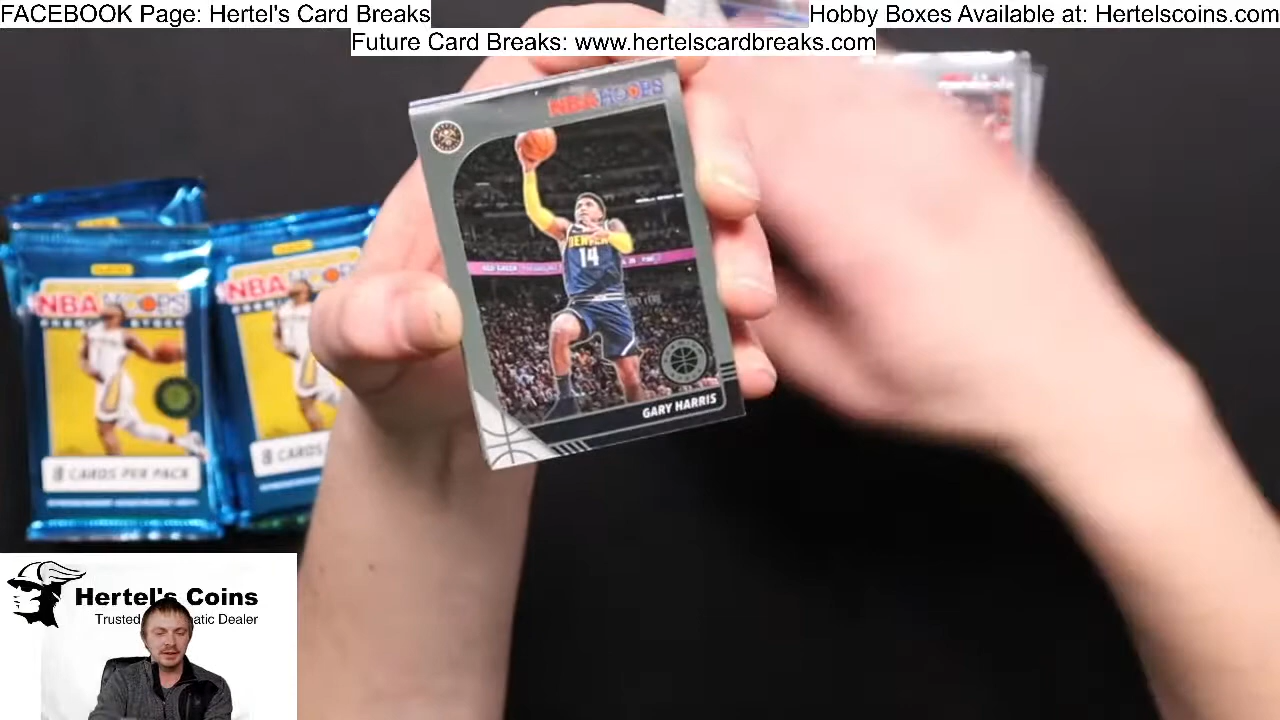 FACEBOOK Page: Hertel's Card Breaks
Hobby Boxes Available at: Hertelscoins.com
Future Card Breaks: www.hertelscardbreaks.com
NBA HOOPS
DENVER
14
GARY HARRIS
PANINI
NBA HOOPS
8 CARDS PER PACK
NBA HOOPS
8 CARDS
Hertel's Coins
Trusted
atic Dealer